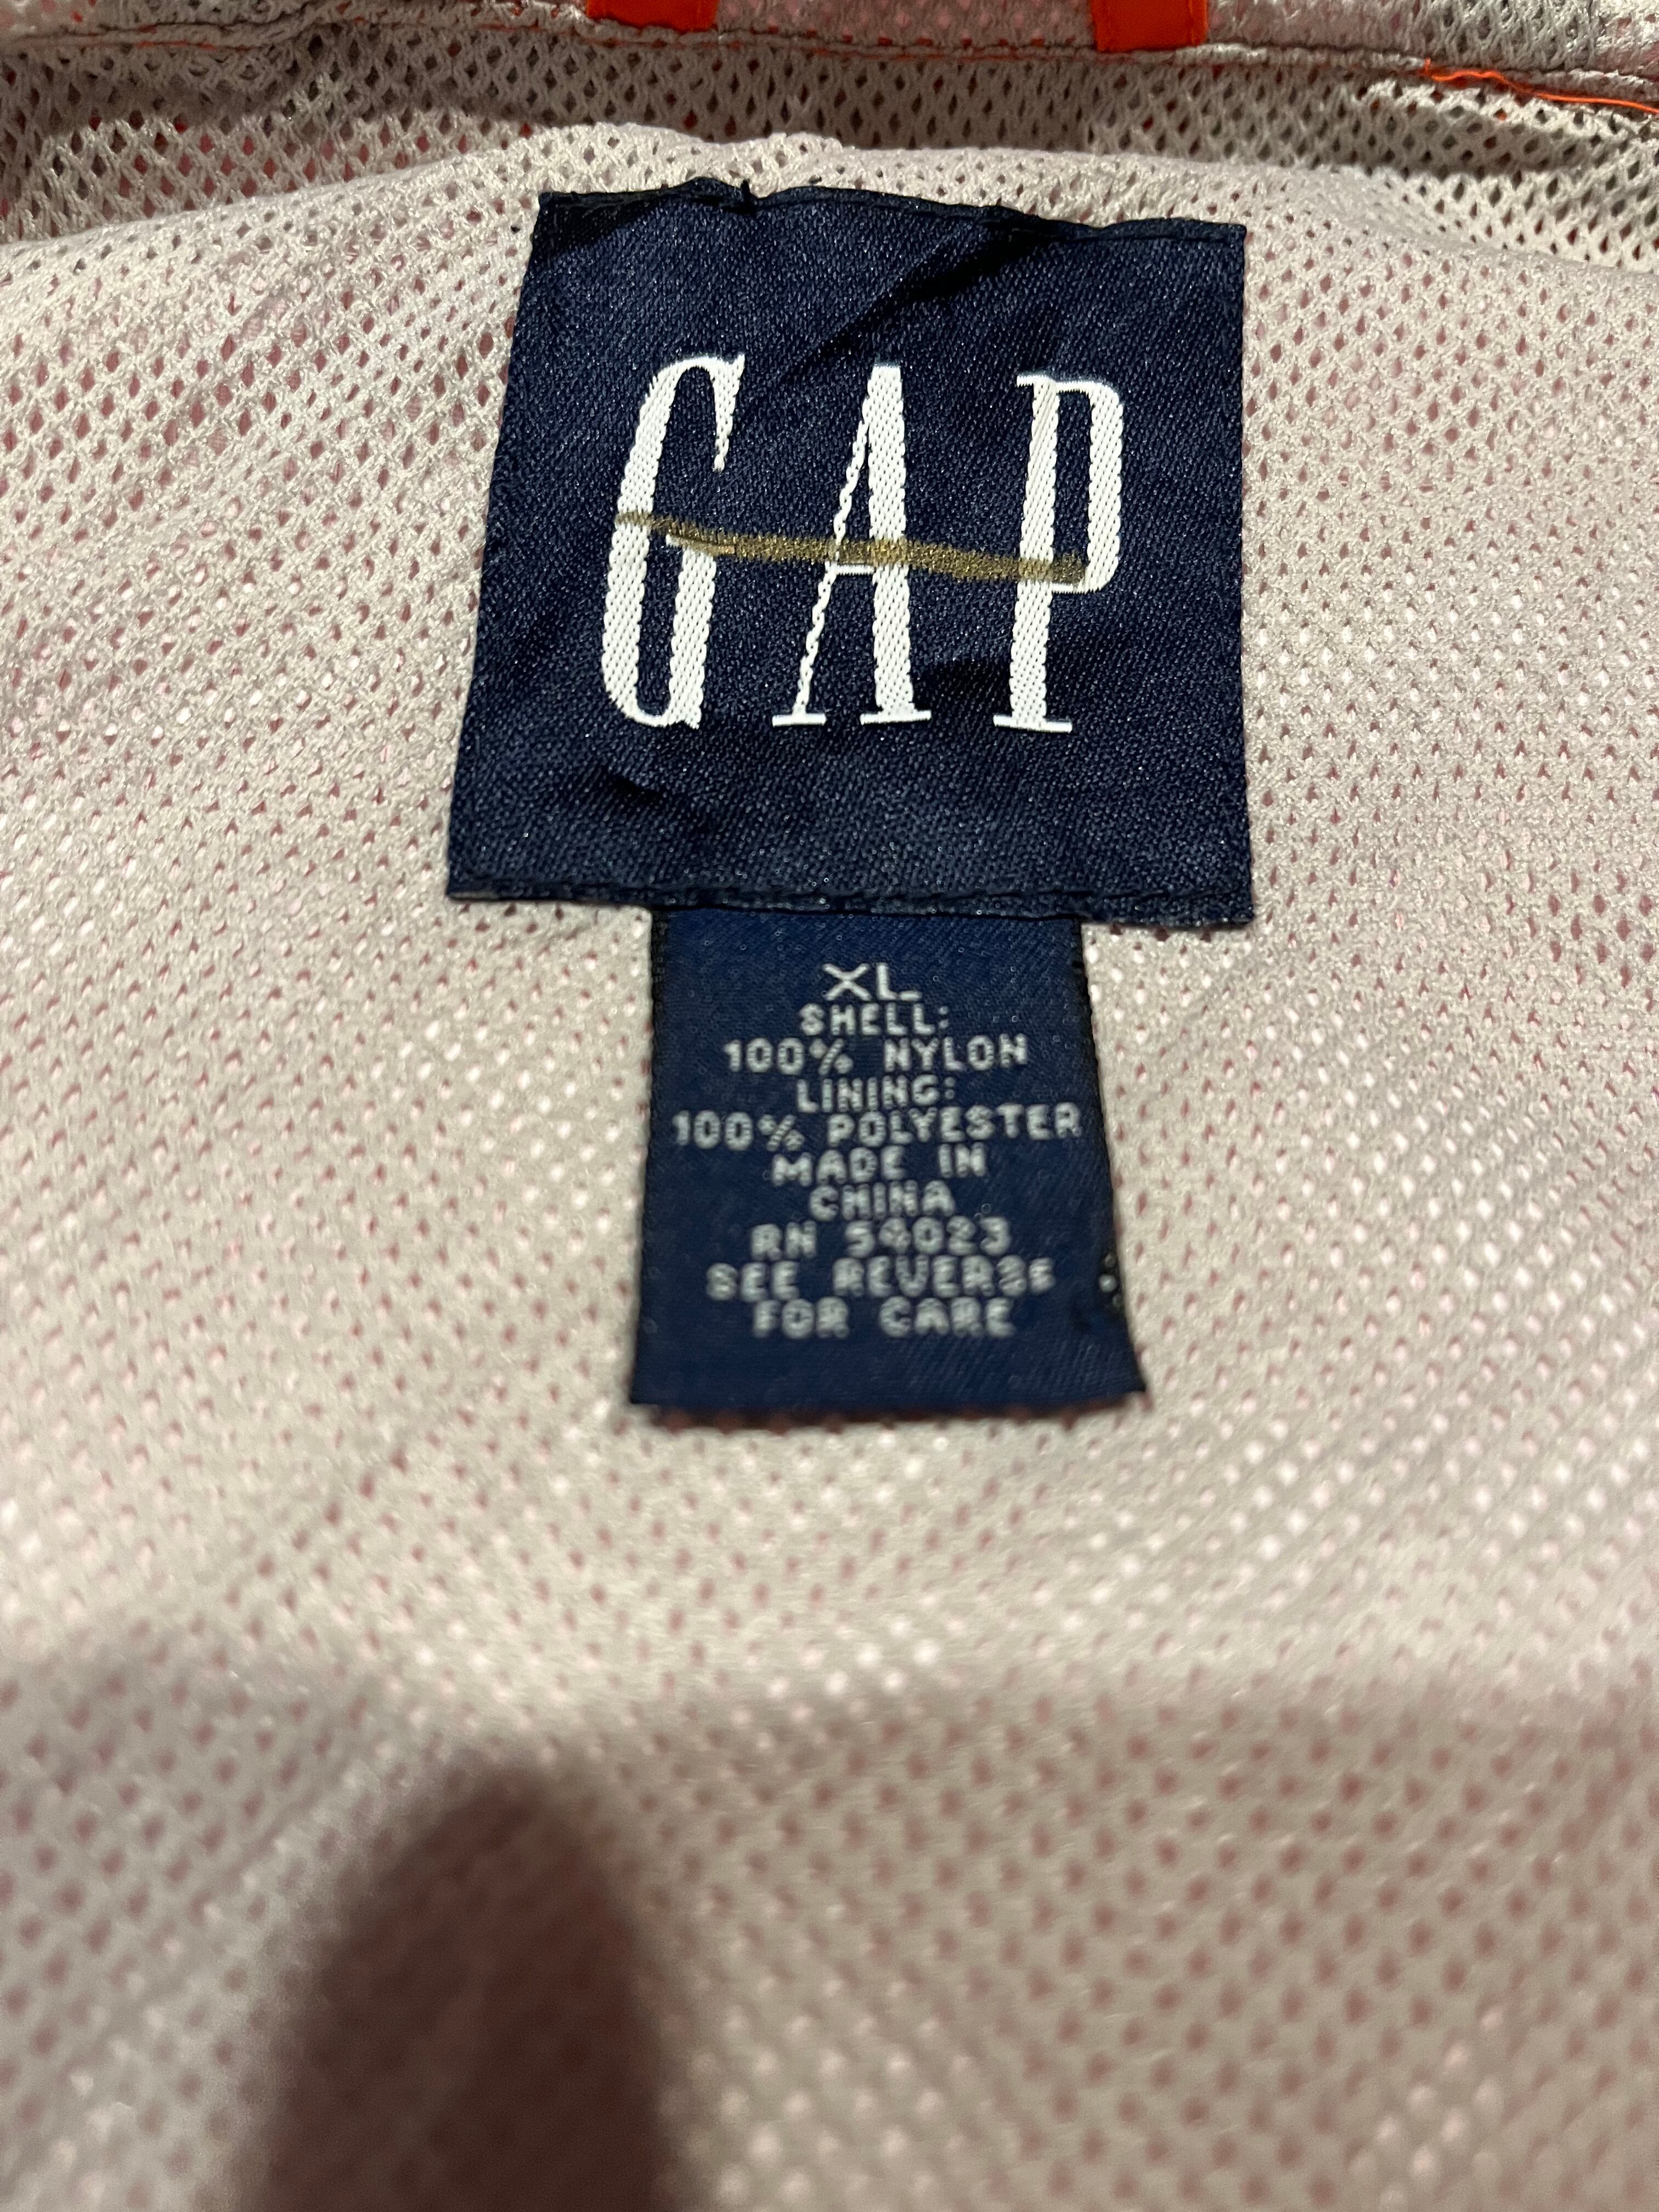 GAP
XL
SHELL:
100% NYLON
LINING:
100% POLYESTER
MADE IN
CHINA
RN 54023
SEE REVERSE
FOR CARE